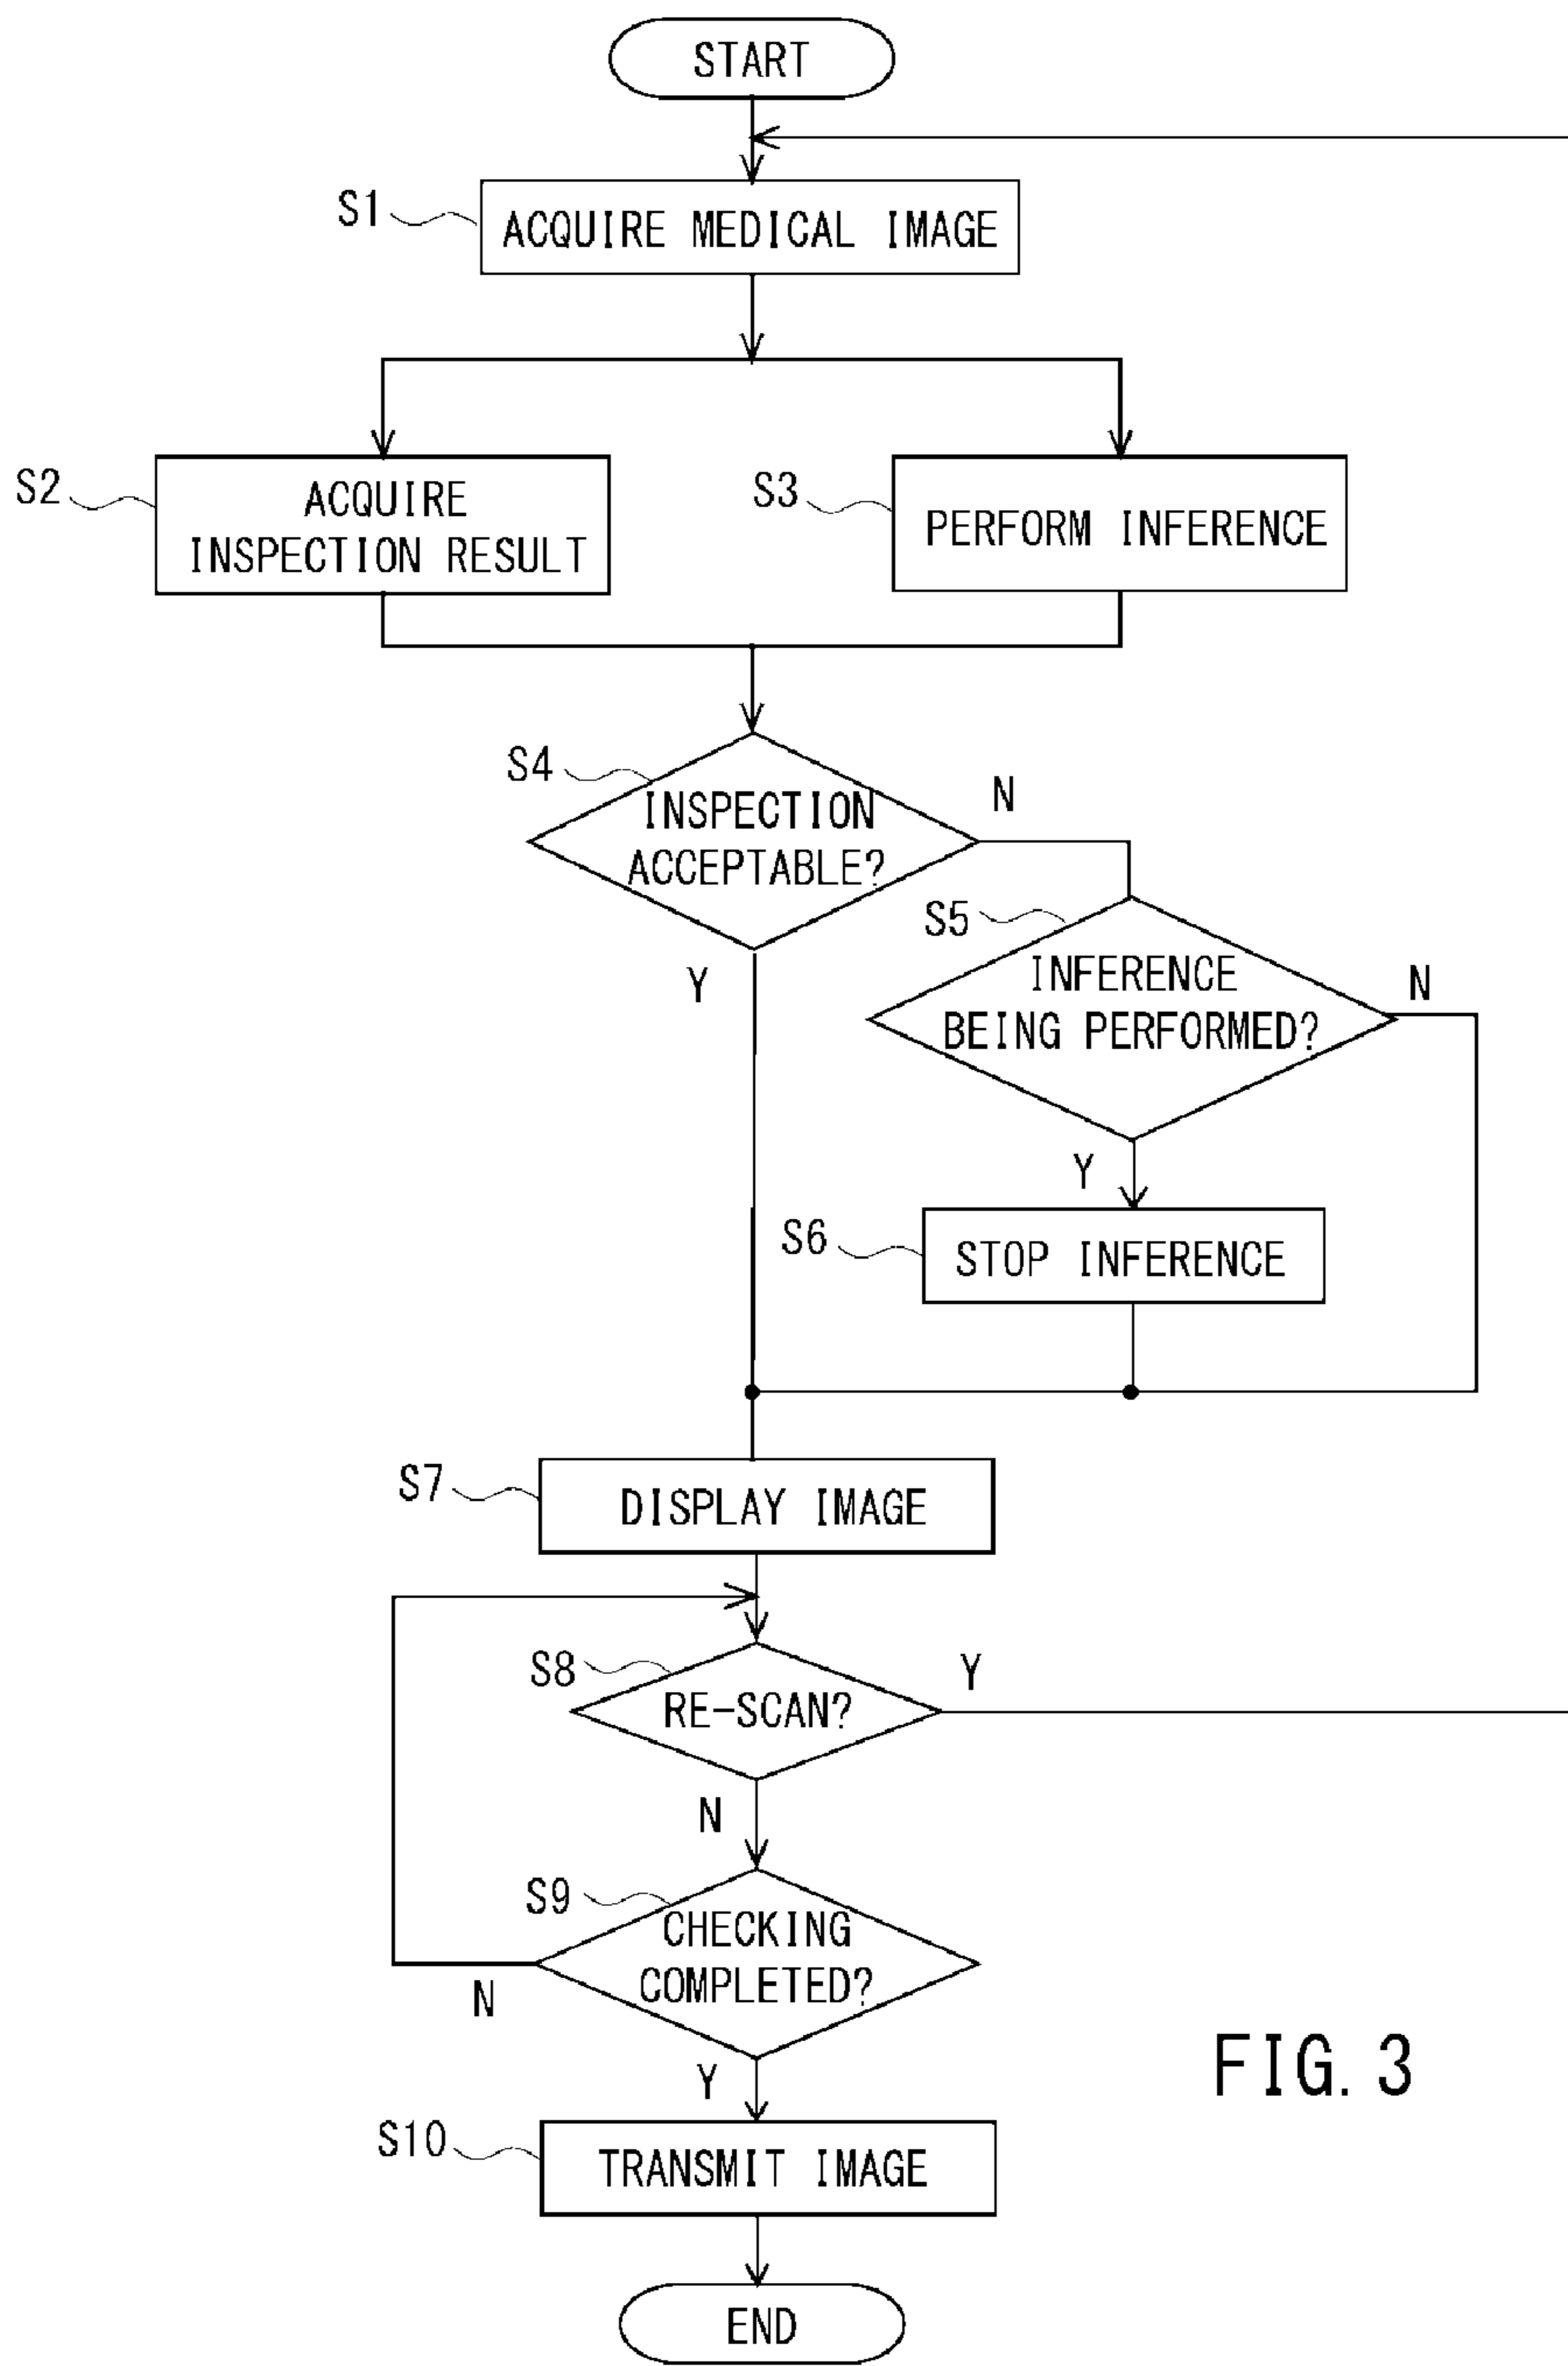 START
S1
ACQUIRE MEDICAL IMAGE
S2
ACQUIRE
INSPECTION RESULT
S3
PERFORM INFERENCE
S4
INSPECTION
ACCEPTABLE?
N
Y
S5
INFERENCE
BEING PERFORMED?
N
Y
S6
STOP INFERENCE
S7
DISPLAY IMAGE
S8
RE-SCAN?
Y
N
S9
CHECKING
COMPLETED?
N
Y
S10
TRANSMIT IMAGE
END
FIG. 3